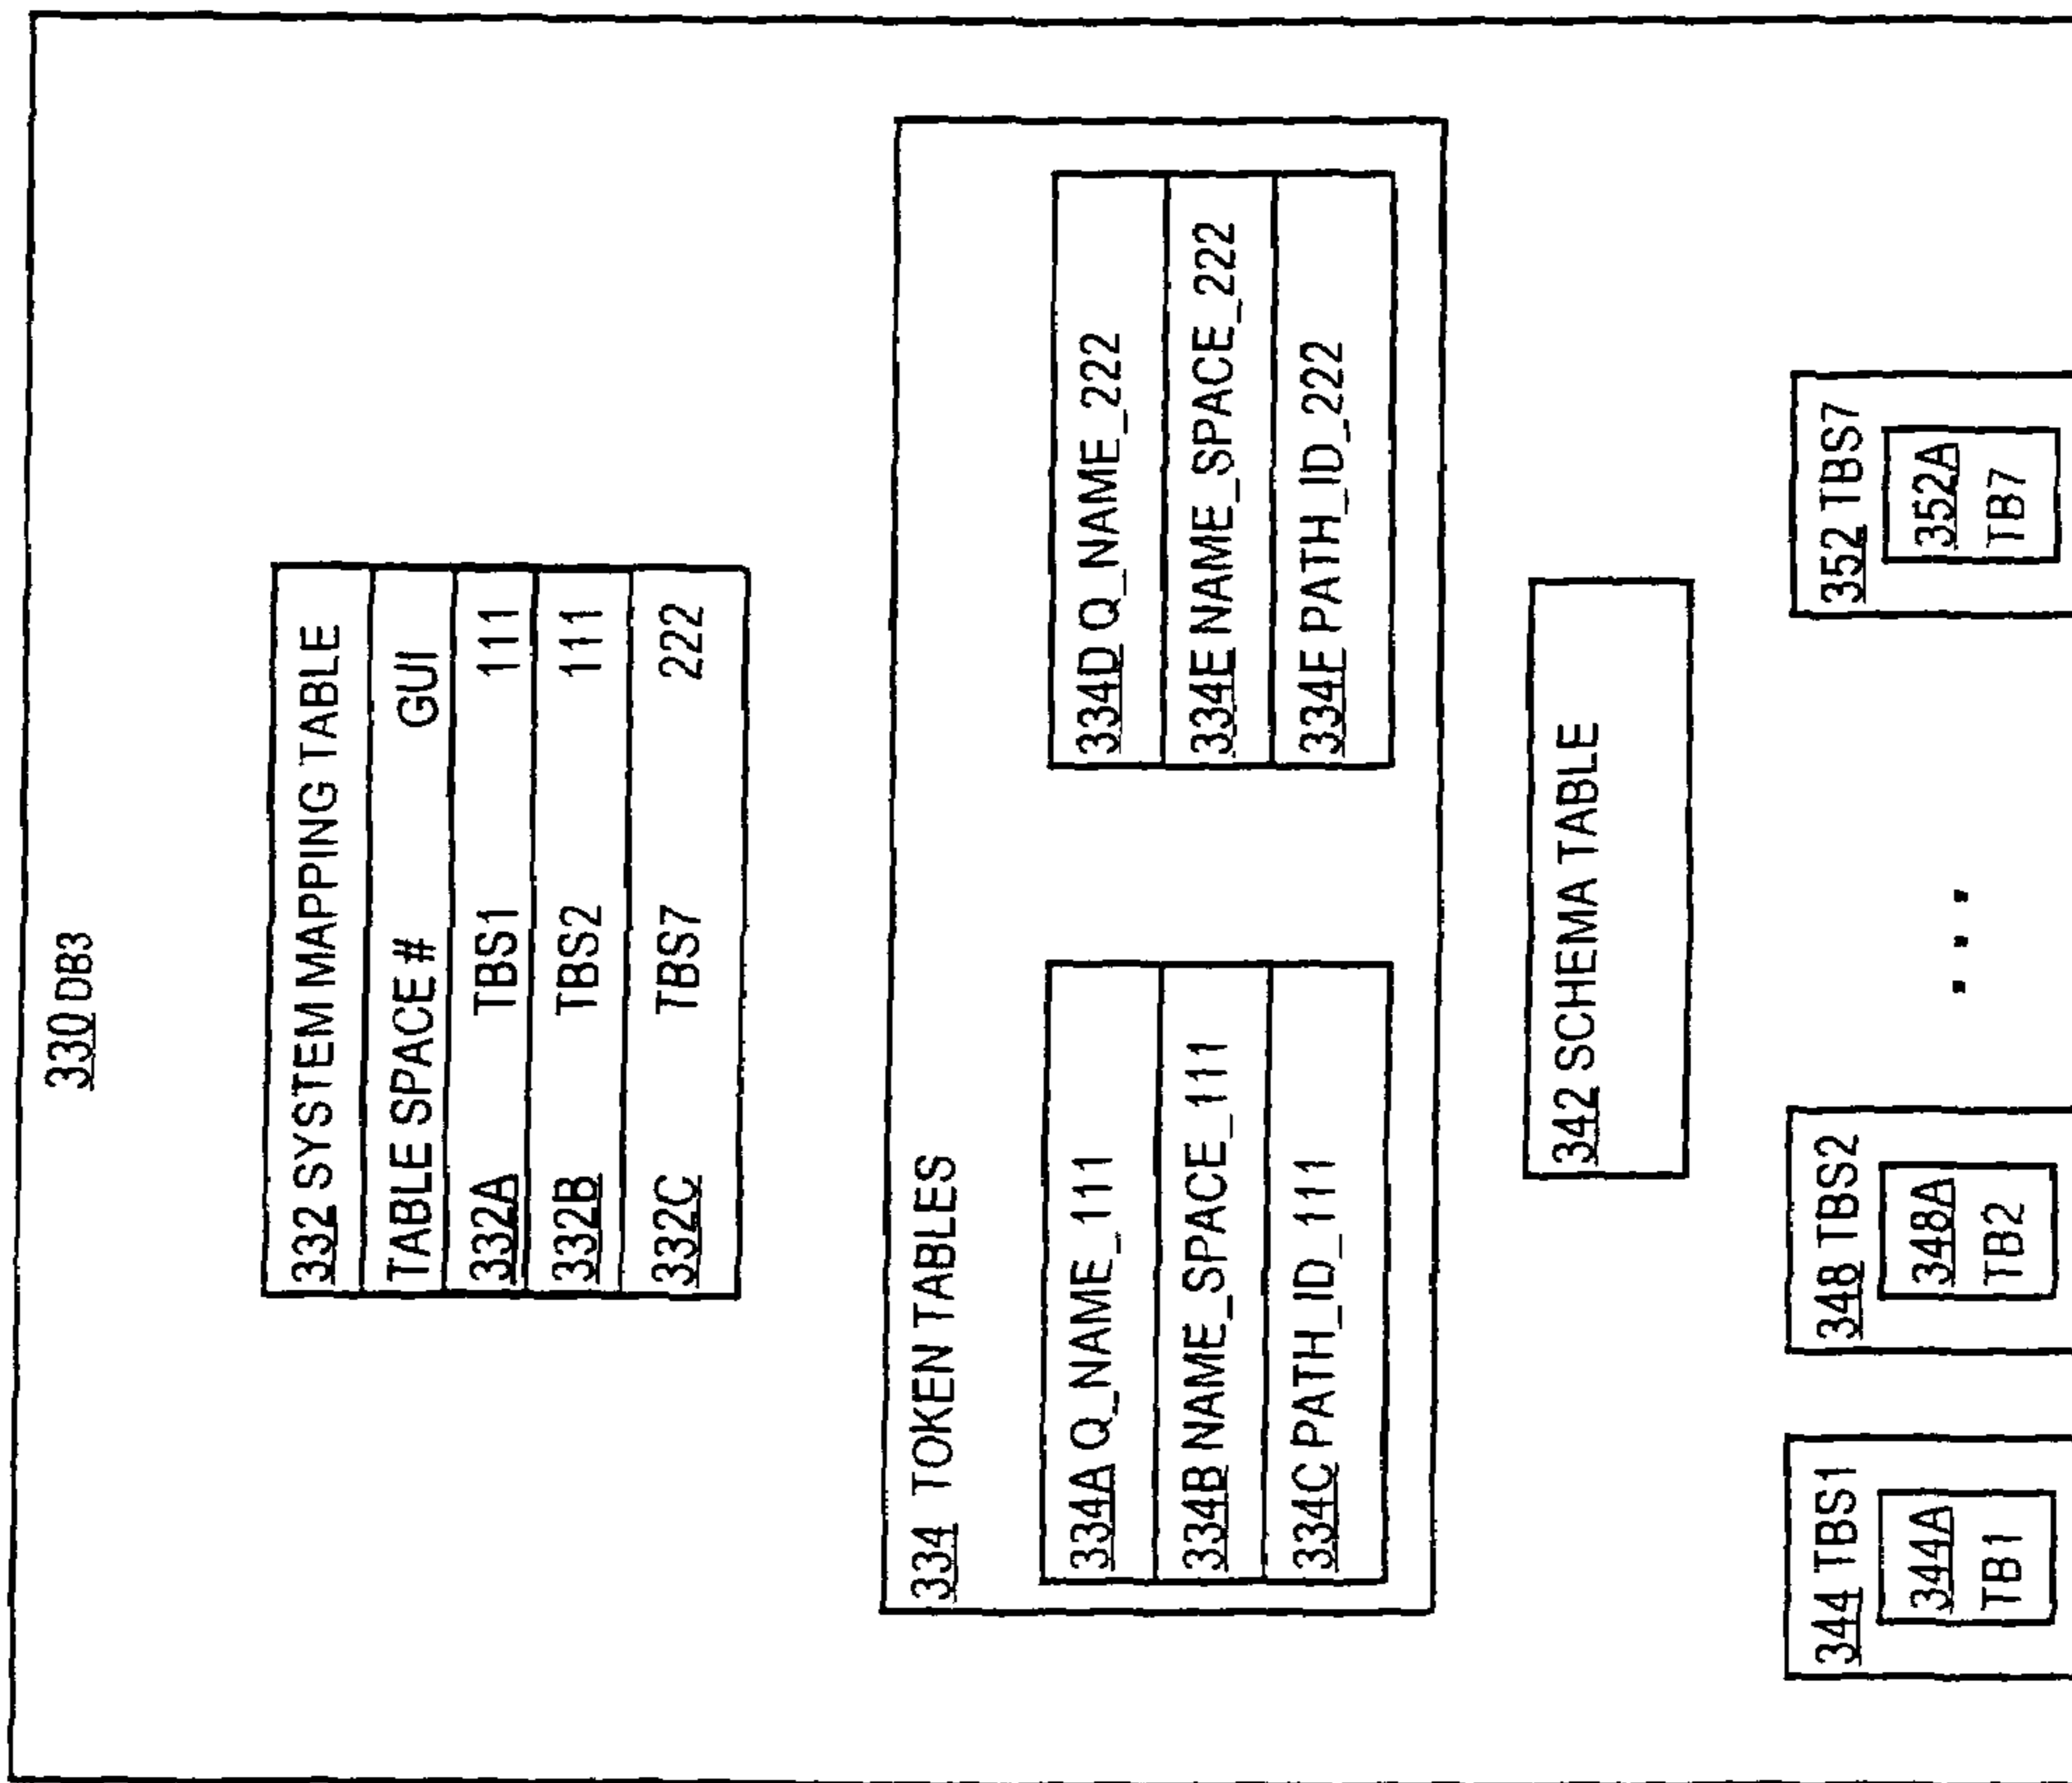 330 DB3
332 SYSTEM MAPPING TABLE
TABLE SPACE # GUI
332A TBS1 111
332B TBS2 111
332C TBS7 222
334 TOKEN TABLES
334A Q_NAME_111
334B NAME_SPACE_111
334C PATH_ID_111
334D Q_NAME_222
334E NAME_SPACE_222
334F PATH_ID_222
342 SCHEMA TABLE
344 TBS1
344A
TB1
348 TBS2
348A
TB2
. . .
352 TBS7
352A
TB7